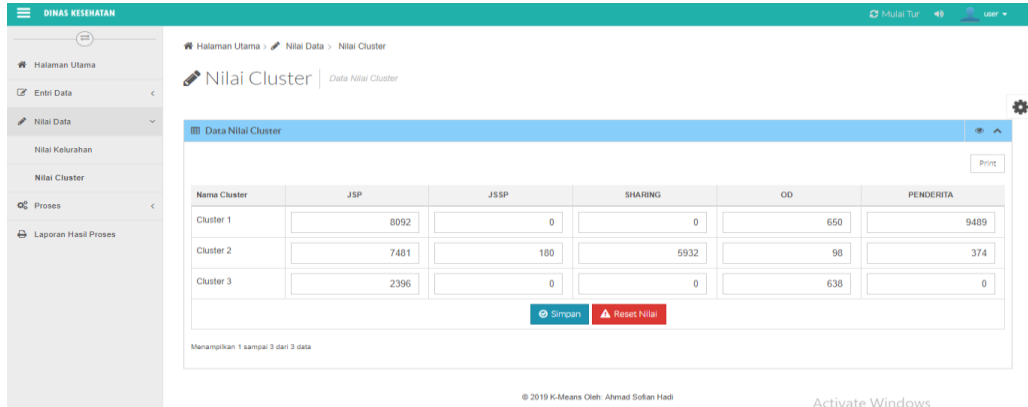 DINAS KESEHATAN
Mulai Tur
user
Halaman Utama
Entri Data
Nilai Data
Nilai Kelurahan
Nilai Cluster
Proses
Laporan Hasil Proses
Halaman Utama > Nilai Data > Nilai Cluster
Nilai Cluster Data Nilai Cluster
Data Nilai Cluster
Print
Nama Cluster JSP JSSP SHARING OD PENDERITA
Cluster 1 8092 0 0 650 9489
Cluster 2 7481 180 5932 98 374
Cluster 3 2396 0 0 638 0
Simpan Reset Nilai
Menampilkan 1 sampai 3 dari 3 data
© 2019 K-Means Oleh: Ahmad Sofian Hadi
Activate Windows